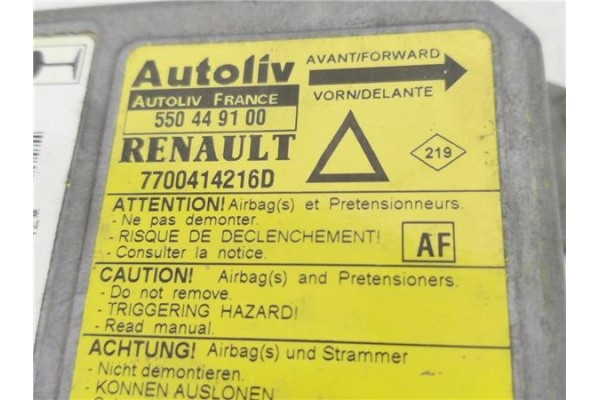 Autoliv
AVANT/FORWARD
AUTOLIV FRANCE
VORN/DELANTE
550 44 91 00
RENAULT
219
7700414216D
ATTENTION! Airbag(s) et Pretensionneurs.
- Ne pas demonter.
- RISQUE DE DECLENCHEMENT!
- Consulter la notice.
AF
CAUTION! Airbag(s) and Pretensioners.
- Do not remove.
- TRIGGERING HAZARD!
- Read manual.
ACHTUNG! Airbag(s) und Strammer
- Nicht demontieren.
- KONNEN AUSLONEN